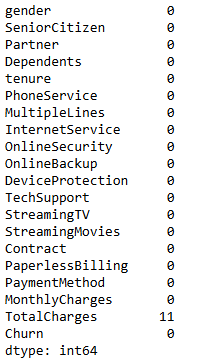 gender 0
SeniorCitizen 0
Partner 0
Dependents 0
tenure 0
PhoneService 0
MultipleLines 0
InternetService 0
OnlineSecurity 0
OnlineBackup 0
DeviceProtection 0
TechSupport 0
StreamingTV 0
StreamingMovies 0
Contract 0
PaperlessBilling 0
PaymentMethod 0
MonthlyCharges 0
TotalCharges 11
Churn 0
dtype: int64